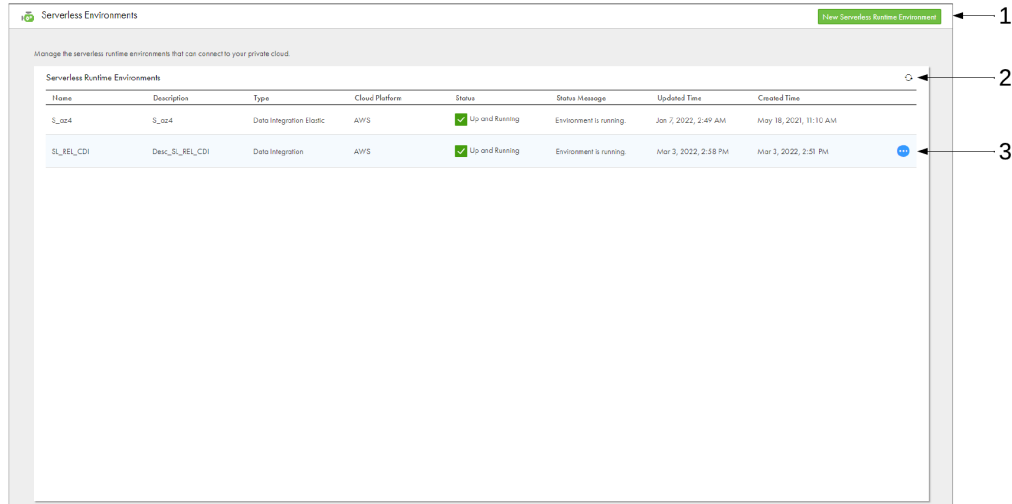 Serverless Environments
New Serverless Runtime Environment
1
Manage the serverless runtime environments that can connect to your private cloud.
Serverless Runtime Environments
2
Name Description Type Cloud Platform Status Status Message Updated Time Created Time
S_az4 S_az4 Data Integration Elastic AWS Up and Running Environment is running. Jan 7, 2022, 2:49 AM May 18, 2021, 11:10 AM
SL_REL_CDI Desc_SL_REL_CDI Data Integration AWS Up and Running Environment is running. Mar 3, 2022, 2:58 PM Mar 3, 2022, 2:51 PM
3